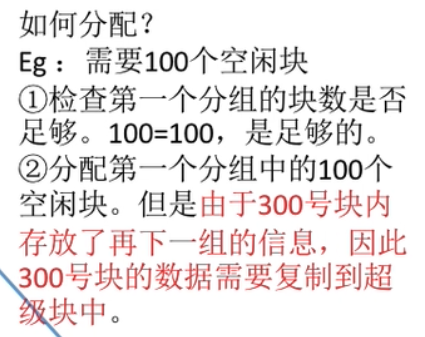 如何分配？
Eg： 需要100个空闲块
①检查第一个分组的块数是否
足够。100=100，是足够的。
②分配第一个分组中的100个
空闲块。但是由于300号块内
存放了再下一组的信息，因此
300号块的数据需要复制到超
级块中。